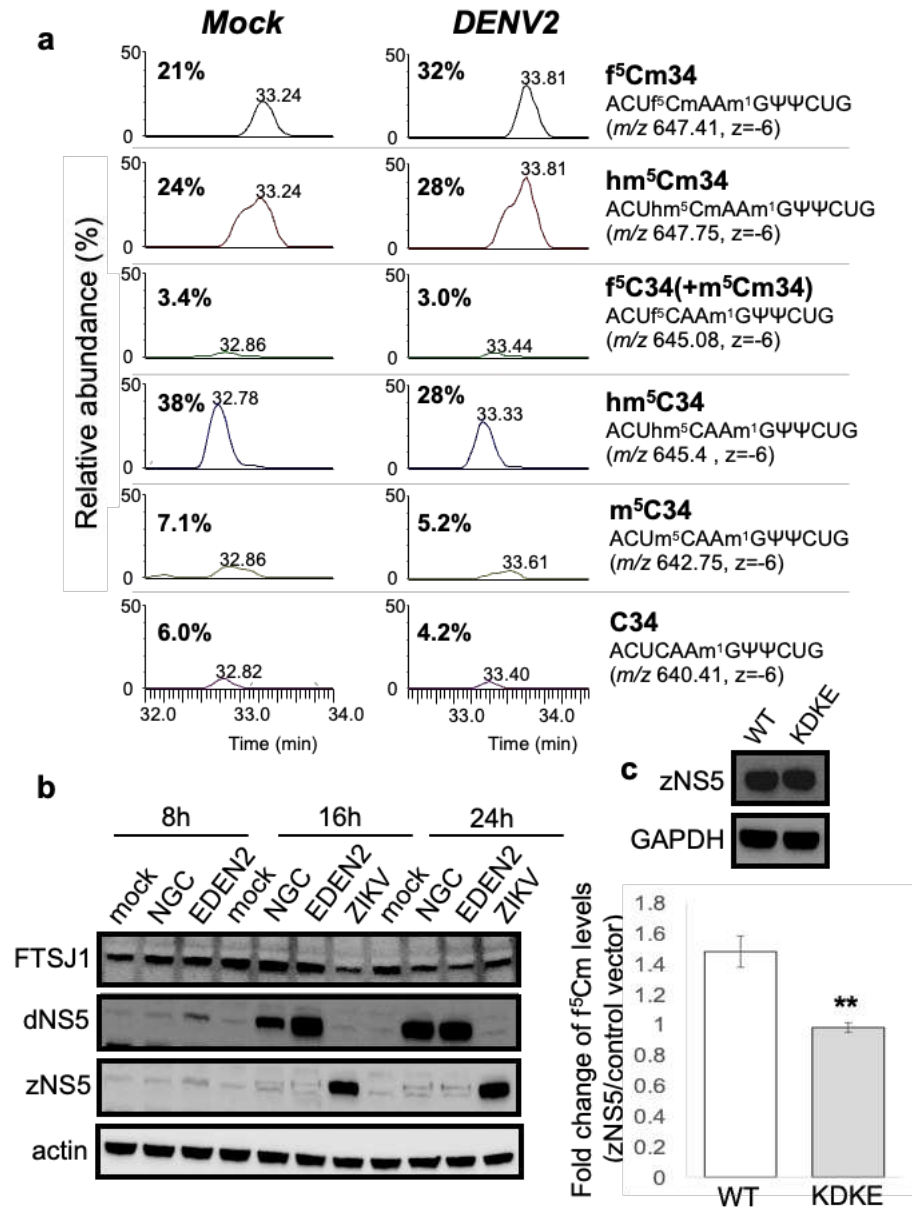 a
Mock
DENV2
Relative abundance (%)
50
0
21%
33.24
50
0
32%
33.81
f⁵Cm34
ACUf⁵CmAAm¹GΨΨCUG
(m/z 647.41, z=-6)
50
0
24%
33.24
50
0
28%
33.81
hm⁵Cm34
ACUhm⁵CmAAm¹GΨΨCUG
(m/z 647.75, z=-6)
50
0
3.4%
32.86
50
0
3.0%
33.44
f⁵C34(+m⁵Cm34)
ACUf⁵CAAm¹GΨΨCUG
(m/z 645.08, z=-6)
50
0
38%
32.78
50
0
28%
33.33
hm⁵C34
ACUhm⁵CAAm¹GΨΨCUG
(m/z 645.4 , z=-6)
50
0
7.1%
32.86
50
0
5.2%
33.61
m⁵C34
ACUm⁵CAAm¹GΨΨCUG
(m/z 642.75, z=-6)
50
0
6.0%
32.82
50
0
4.2%
33.40
C34
ACUCAAm¹GΨΨCUG
(m/z 640.41, z=-6)
32.0 33.0 34.0
Time (min)
33.0 34.0
Time (min)
b
8h 16h 24h
mock NGC EDEN2 mock NGC EDEN2 ZIKV mock NGC EDEN2 ZIKV
FTSJ1
dNS5
zNS5
actin
c
WT KDKE
zNS5
GAPDH
Fold change of f⁵Cm levels
(zNS5/control vector)
1.8
1.6
1.4
1.2
1
0.8
0.6
0.4
0.2
0
**
WT KDKE